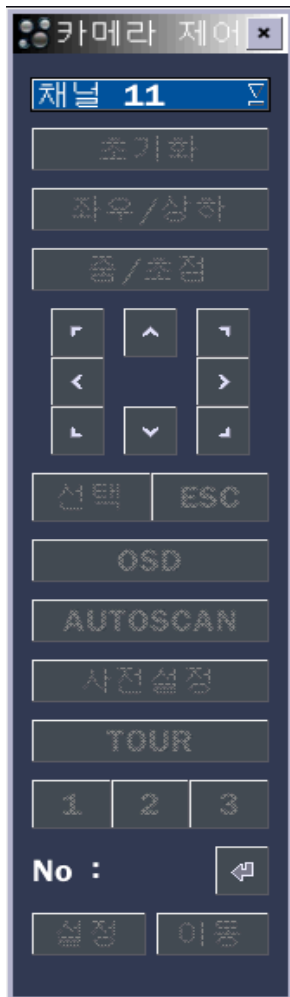 카메라 제어
채널 11
초기화
좌우/상하
줌/초점
선택 ESC
OSD
AUTOSCAN
사전설정
TOUR
1 2 3
No :
설정 이동